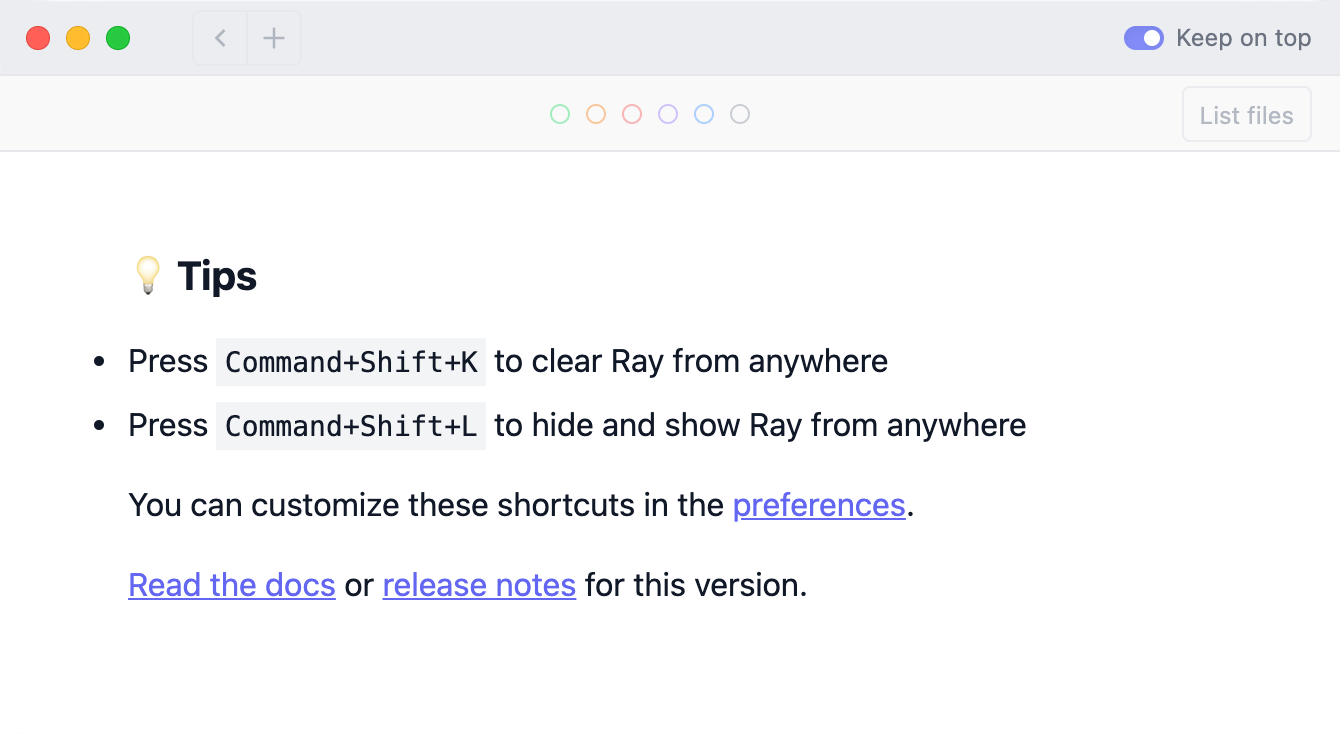 Keep on top
List files
💡 Tips
• Press Command+Shift+K to clear Ray from anywhere
• Press Command+Shift+L to hide and show Ray from anywhere
You can customize these shortcuts in the preferences.
Read the docs or release notes for this version.